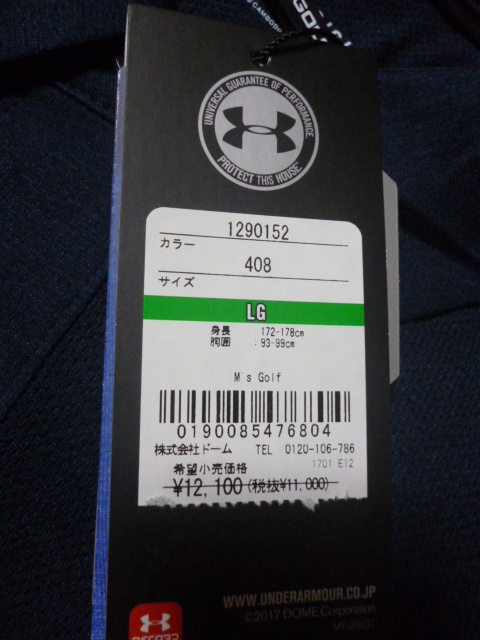 UNIVERSAL GUARANTEE OF PERFORMANCE
PROTECT THIS HOUSE
1290152
カラー
408
サイズ
LG
身長 : 172-178cm
胸囲 : 93-99cm
M s Golf
0190085476804
株式会社ドーム TEL 0120-106-786
希望小売価格 1701 E12
¥12,100 (税抜¥11,000)
WWW.UNDERARMOUR.CO.JP
©2017 DOME Corporation